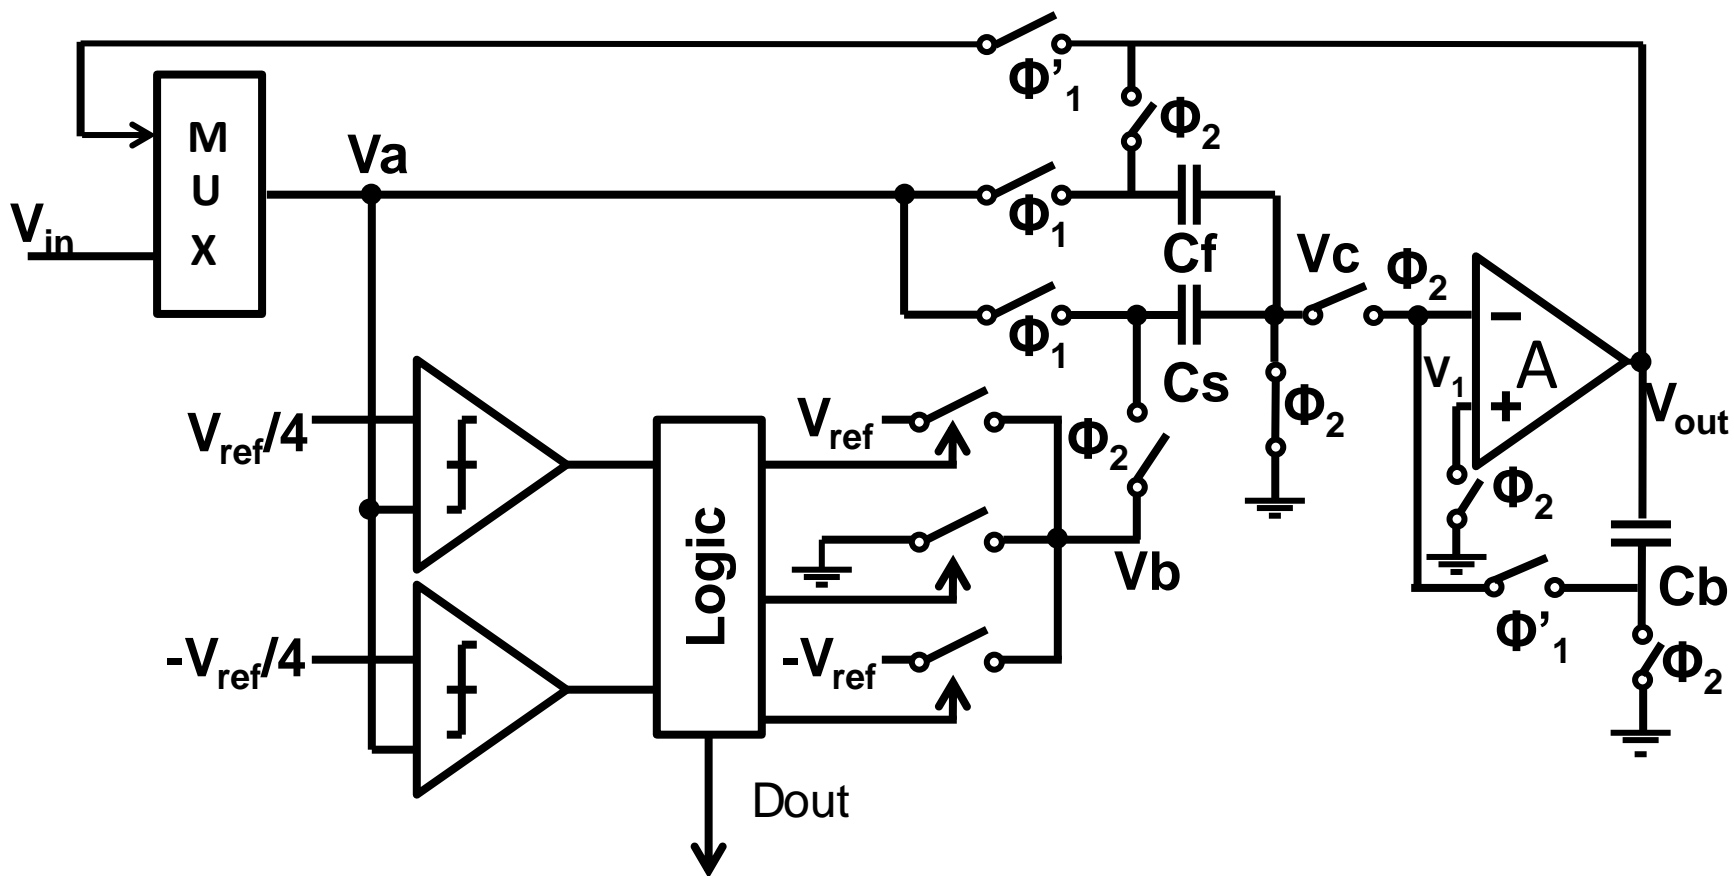 Φ'1
MUX
Va
Φ2
Vin
Φ1
Cf
Vc
Φ2
Φ1
Cs
V1
A
Vref/4
Vref
Φ2
Φ2
Vout
Φ2
Logic
Vb
Cb
-Vref/4
-Vref
Φ'1
Φ2
Dout